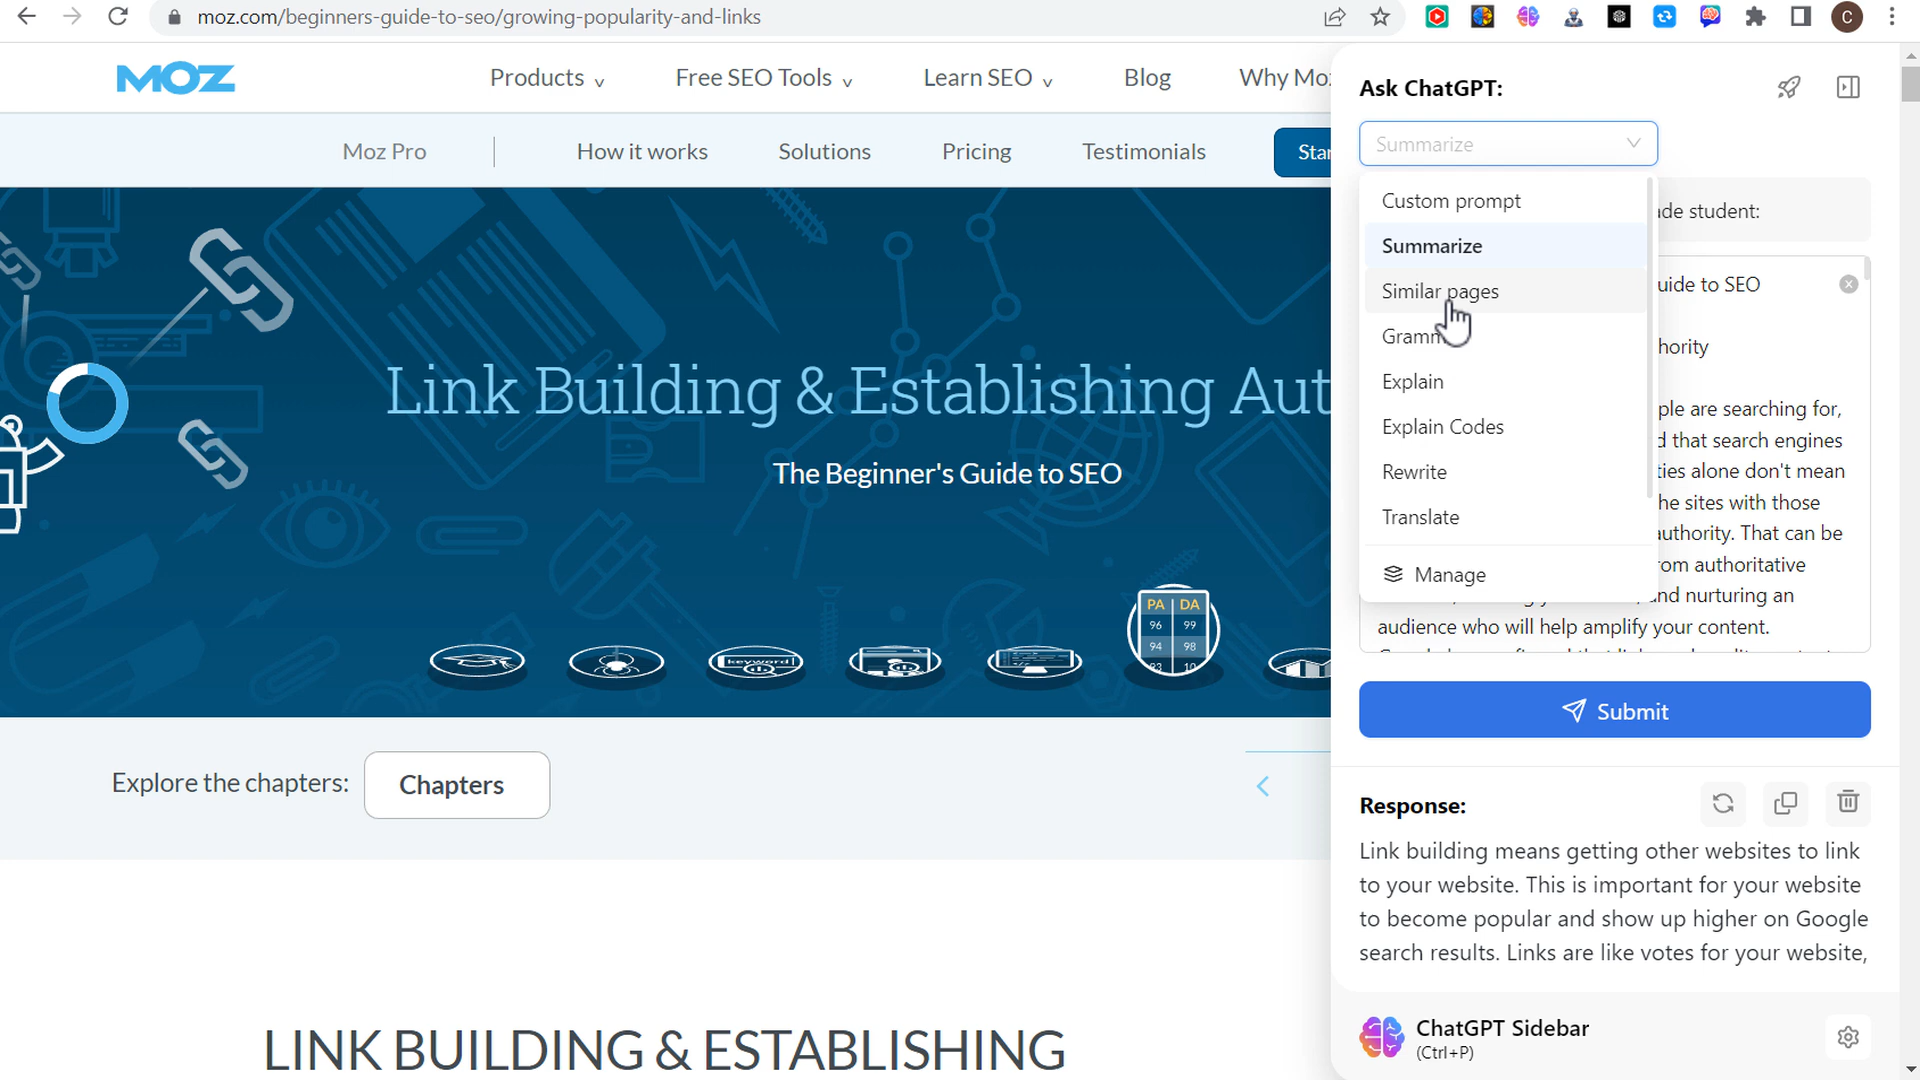 moz.com/beginners-guide-to-seo/growing-popularity-and-links
C
MOZ
Products
Free SEO Tools
Learn SEO
Blog
Why Moz
Moz Pro
How it works
Solutions
Pricing
Testimonials
Star
Link Building & Establishing Aut
The Beginner's Guide to SEO
keyword
PA DA
96 99
94 98
93 10
Explore the chapters:
Chapters
LINK BUILDING & ESTABLISHING
Ask ChatGPT:
Summarize
Custom prompt
Summarize
Similar pages
Gramm
Explain
Explain Codes
Rewrite
Translate
Manage
de student:
uide to SEO
hority
ple are searching for,
d that search engines
ties alone don't mean
he sites with those
authority. That can be
om authoritative
and nurturing an
audience who will help amplify your content.
Submit
Response:
Link building means getting other websites to link
to your website. This is important for your website
to become popular and show up higher on Google
search results. Links are like votes for your website,
ChatGPT Sidebar
(Ctrl+P)